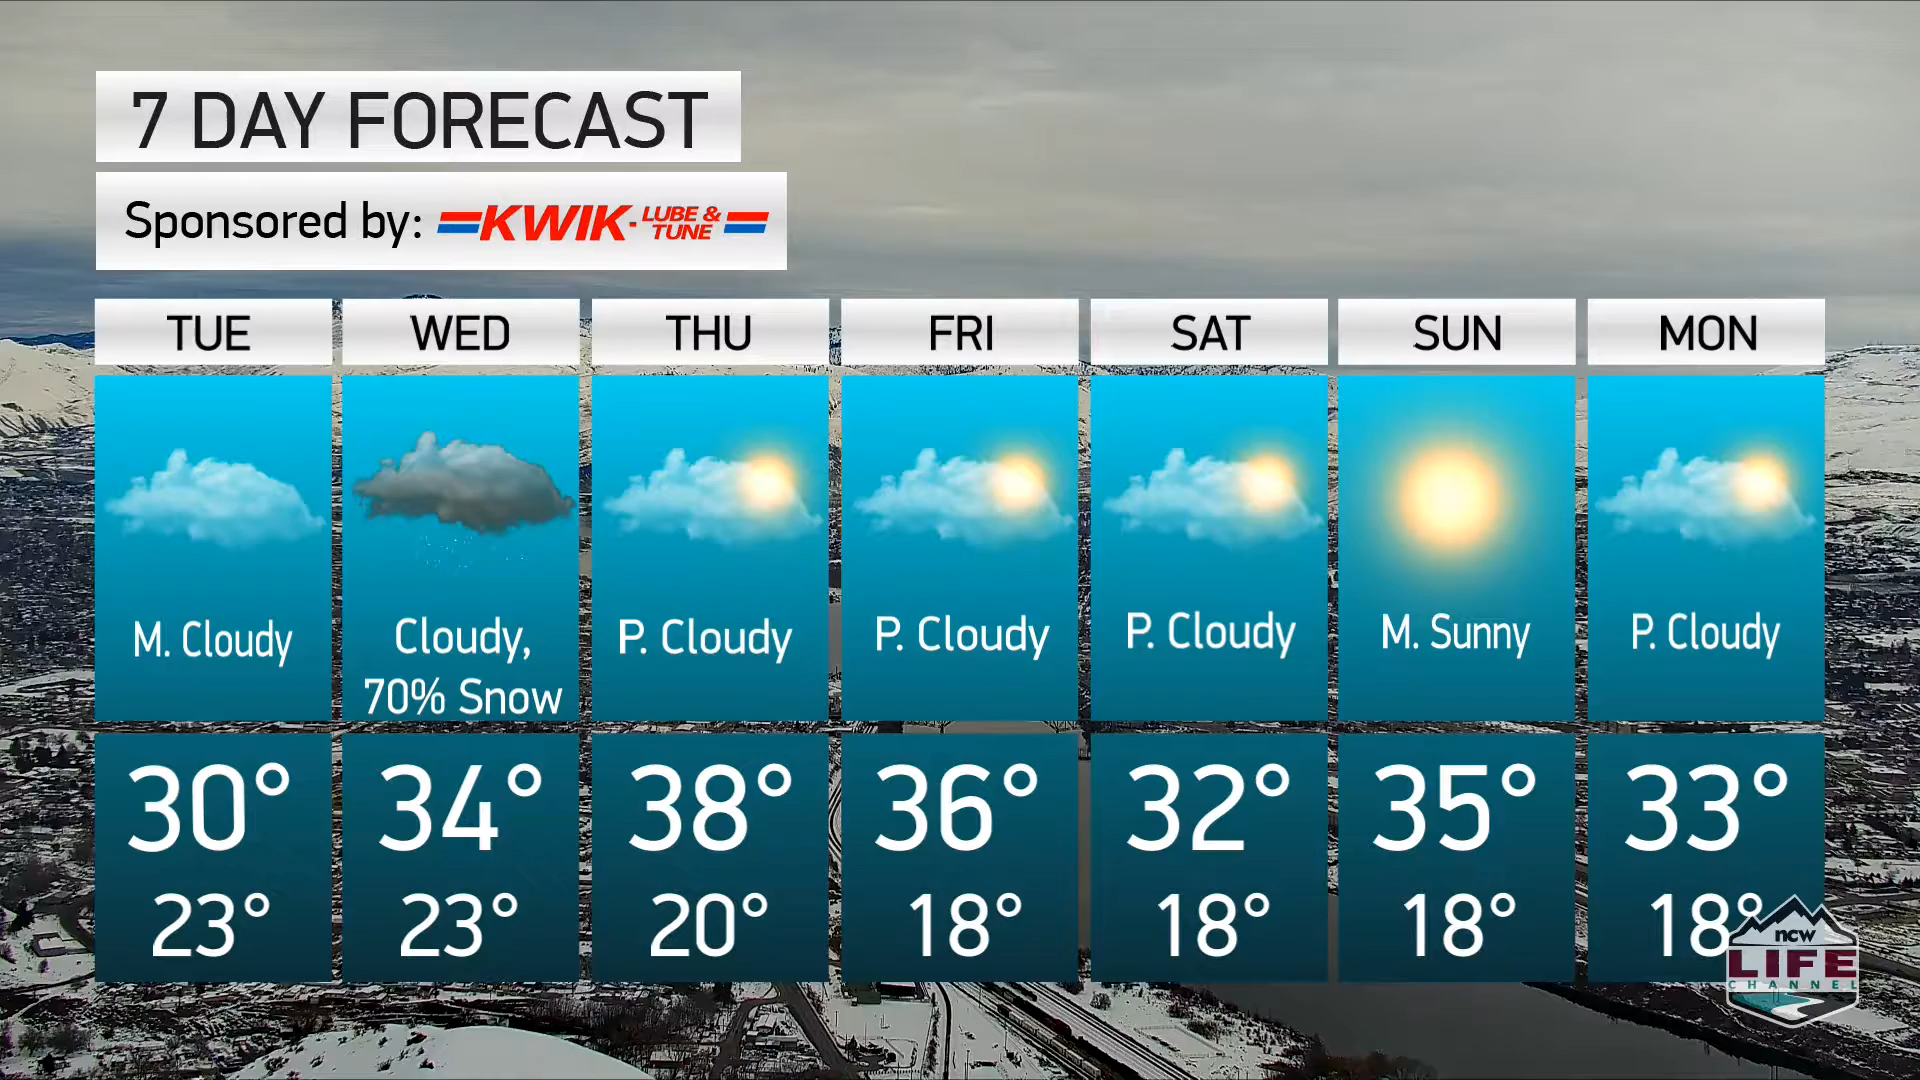 7 DAY FORECAST
Sponsored by: KWIK-LUBE & TUNE
TUE WED THU FRI SAT SUN MON
M. Cloudy Cloudy, P. Cloudy P. Cloudy P. Cloudy M. Sunny P. Cloudy
70% Snow
30° 34° 38° 36° 32° 35° 33°
23° 23° 20° 18° 18° 18° 18°
ncw
LIFE
CHANNEL